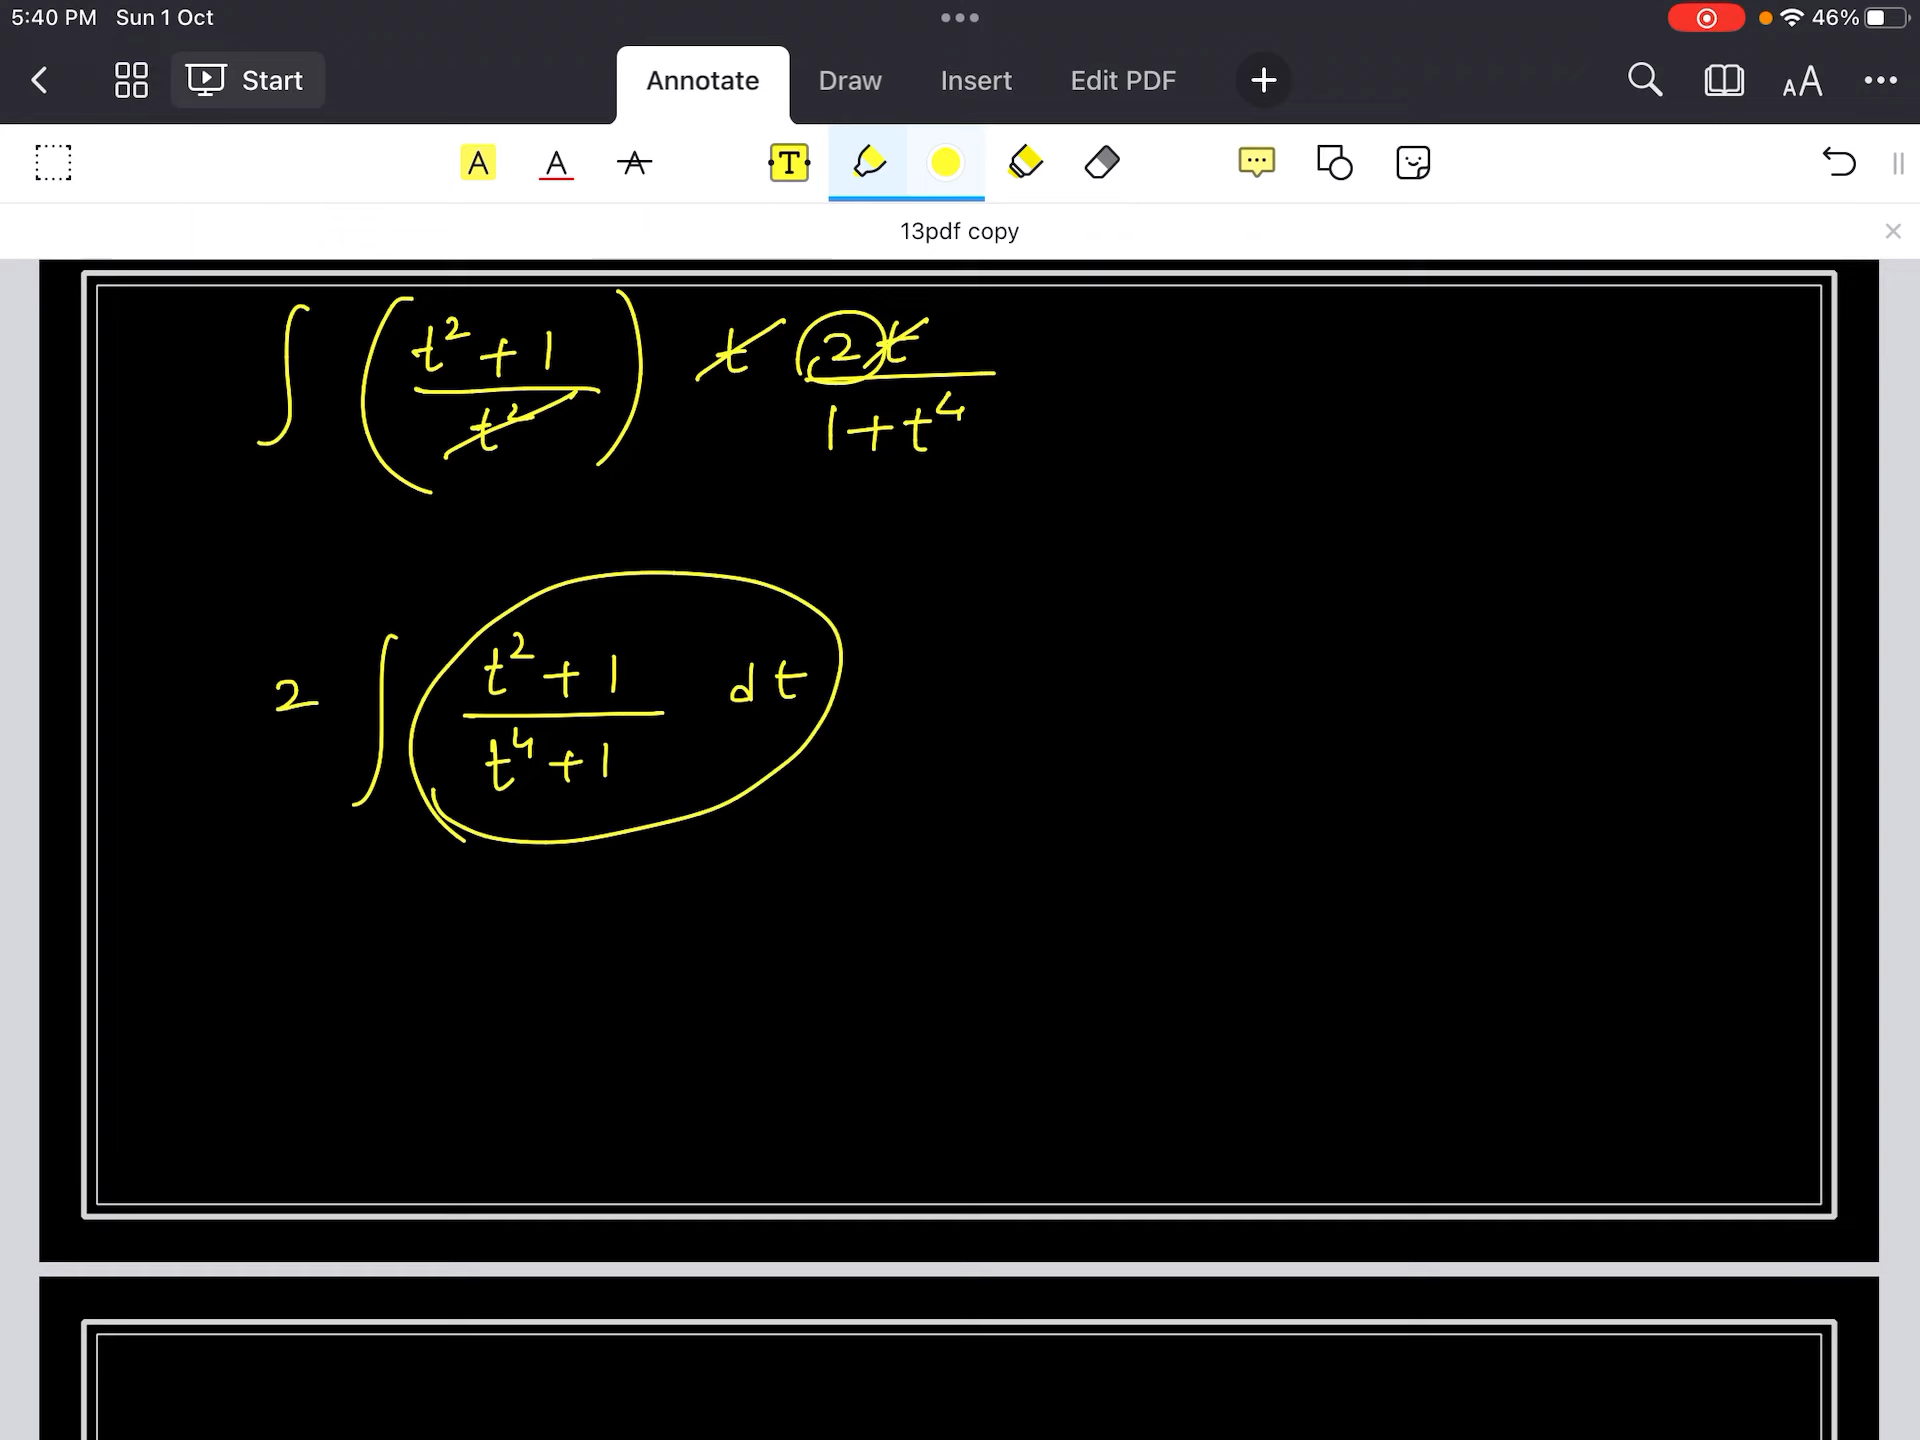 5:40 PM Sun 1 Oct 46%
Start Annotate Draw Insert Edit PDF + AA
A A A T
13pdf copy
∫ ( (t² + 1) / t² ) t 2t / (1 + t⁴)
2 ∫ (t² + 1) / (t⁴ + 1) dt